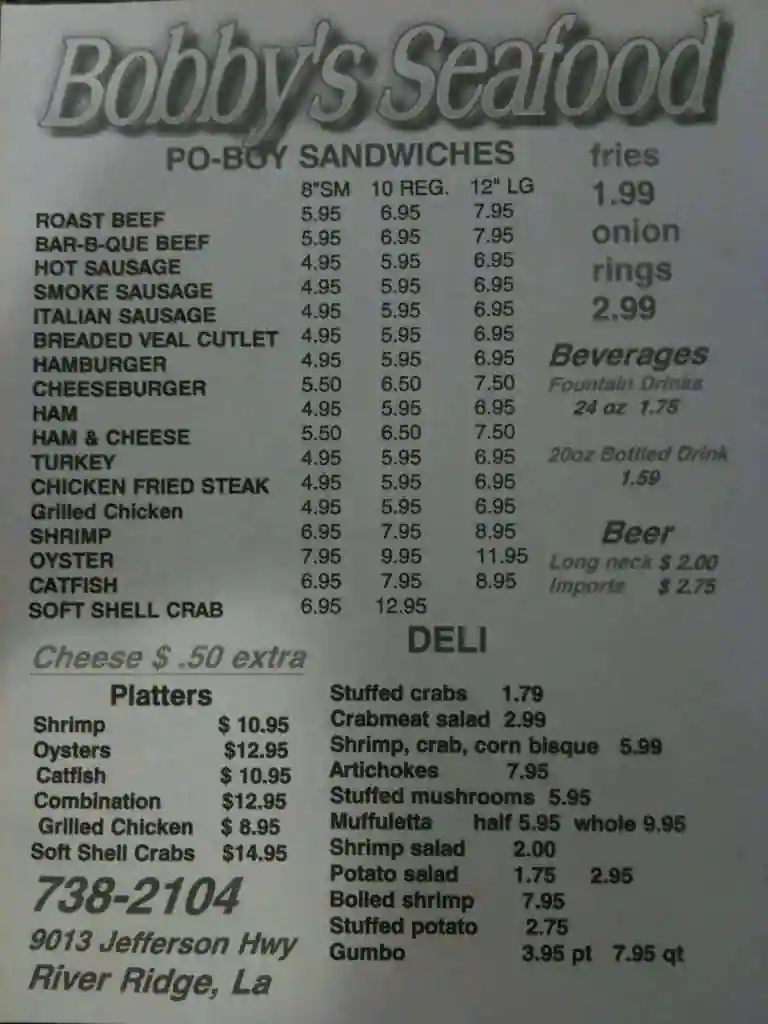 Bobby's Seafood
PO-BOY SANDWICHES
8"SM 10 REG. 12" LG
ROAST BEEF 5.95 6.95 7.95
BAR-B-QUE BEEF 5.95 6.95 7.95
HOT SAUSAGE 4.95 5.95 6.95
SMOKE SAUSAGE 4.95 5.95 6.95
ITALIAN SAUSAGE 4.95 5.95 6.95
BREADED VEAL CUTLET 4.95 5.95 6.95
HAMBURGER 4.95 5.95 6.95
CHEESEBURGER 5.50 6.50 7.50
HAM 4.95 5.95 6.95
HAM & CHEESE 5.50 6.50 7.50
TURKEY 4.95 5.95 6.95
CHICKEN FRIED STEAK 4.95 5.95 6.95
Grilled Chicken 4.95 5.95 6.95
SHRIMP 6.95 7.95 8.95
OYSTER 7.95 9.95 11.95
CATFISH 6.95 7.95 8.95
SOFT SHELL CRAB 6.95 12.95
fries
1.99
onion
rings
2.99
Beverages
Fountain Drinks
24 oz 1.75
20oz Bottled Drink
1.59
Beer
Long neck $ 2.00
Imports $ 2.75
Cheese $ .50 extra
Platters
Shrimp $ 10.95
Oysters $12.95
Catfish $ 10.95
Combination $12.95
Grilled Chicken $ 8.95
Soft Shell Crabs $14.95
738-2104
9013 Jefferson Hwy
River Ridge, La
DELI
Stuffed crabs 1.79
Crabmeat salad 2.99
Shrimp, crab, corn bisque 5.99
Artichokes 7.95
Stuffed mushrooms 5.95
Muffuletta half 5.95 whole 9.95
Shrimp salad 2.00
Potato salad 1.75 2.95
Boiled shrimp 7.95
Stuffed potato 2.75
Gumbo 3.95 pt 7.95 qt